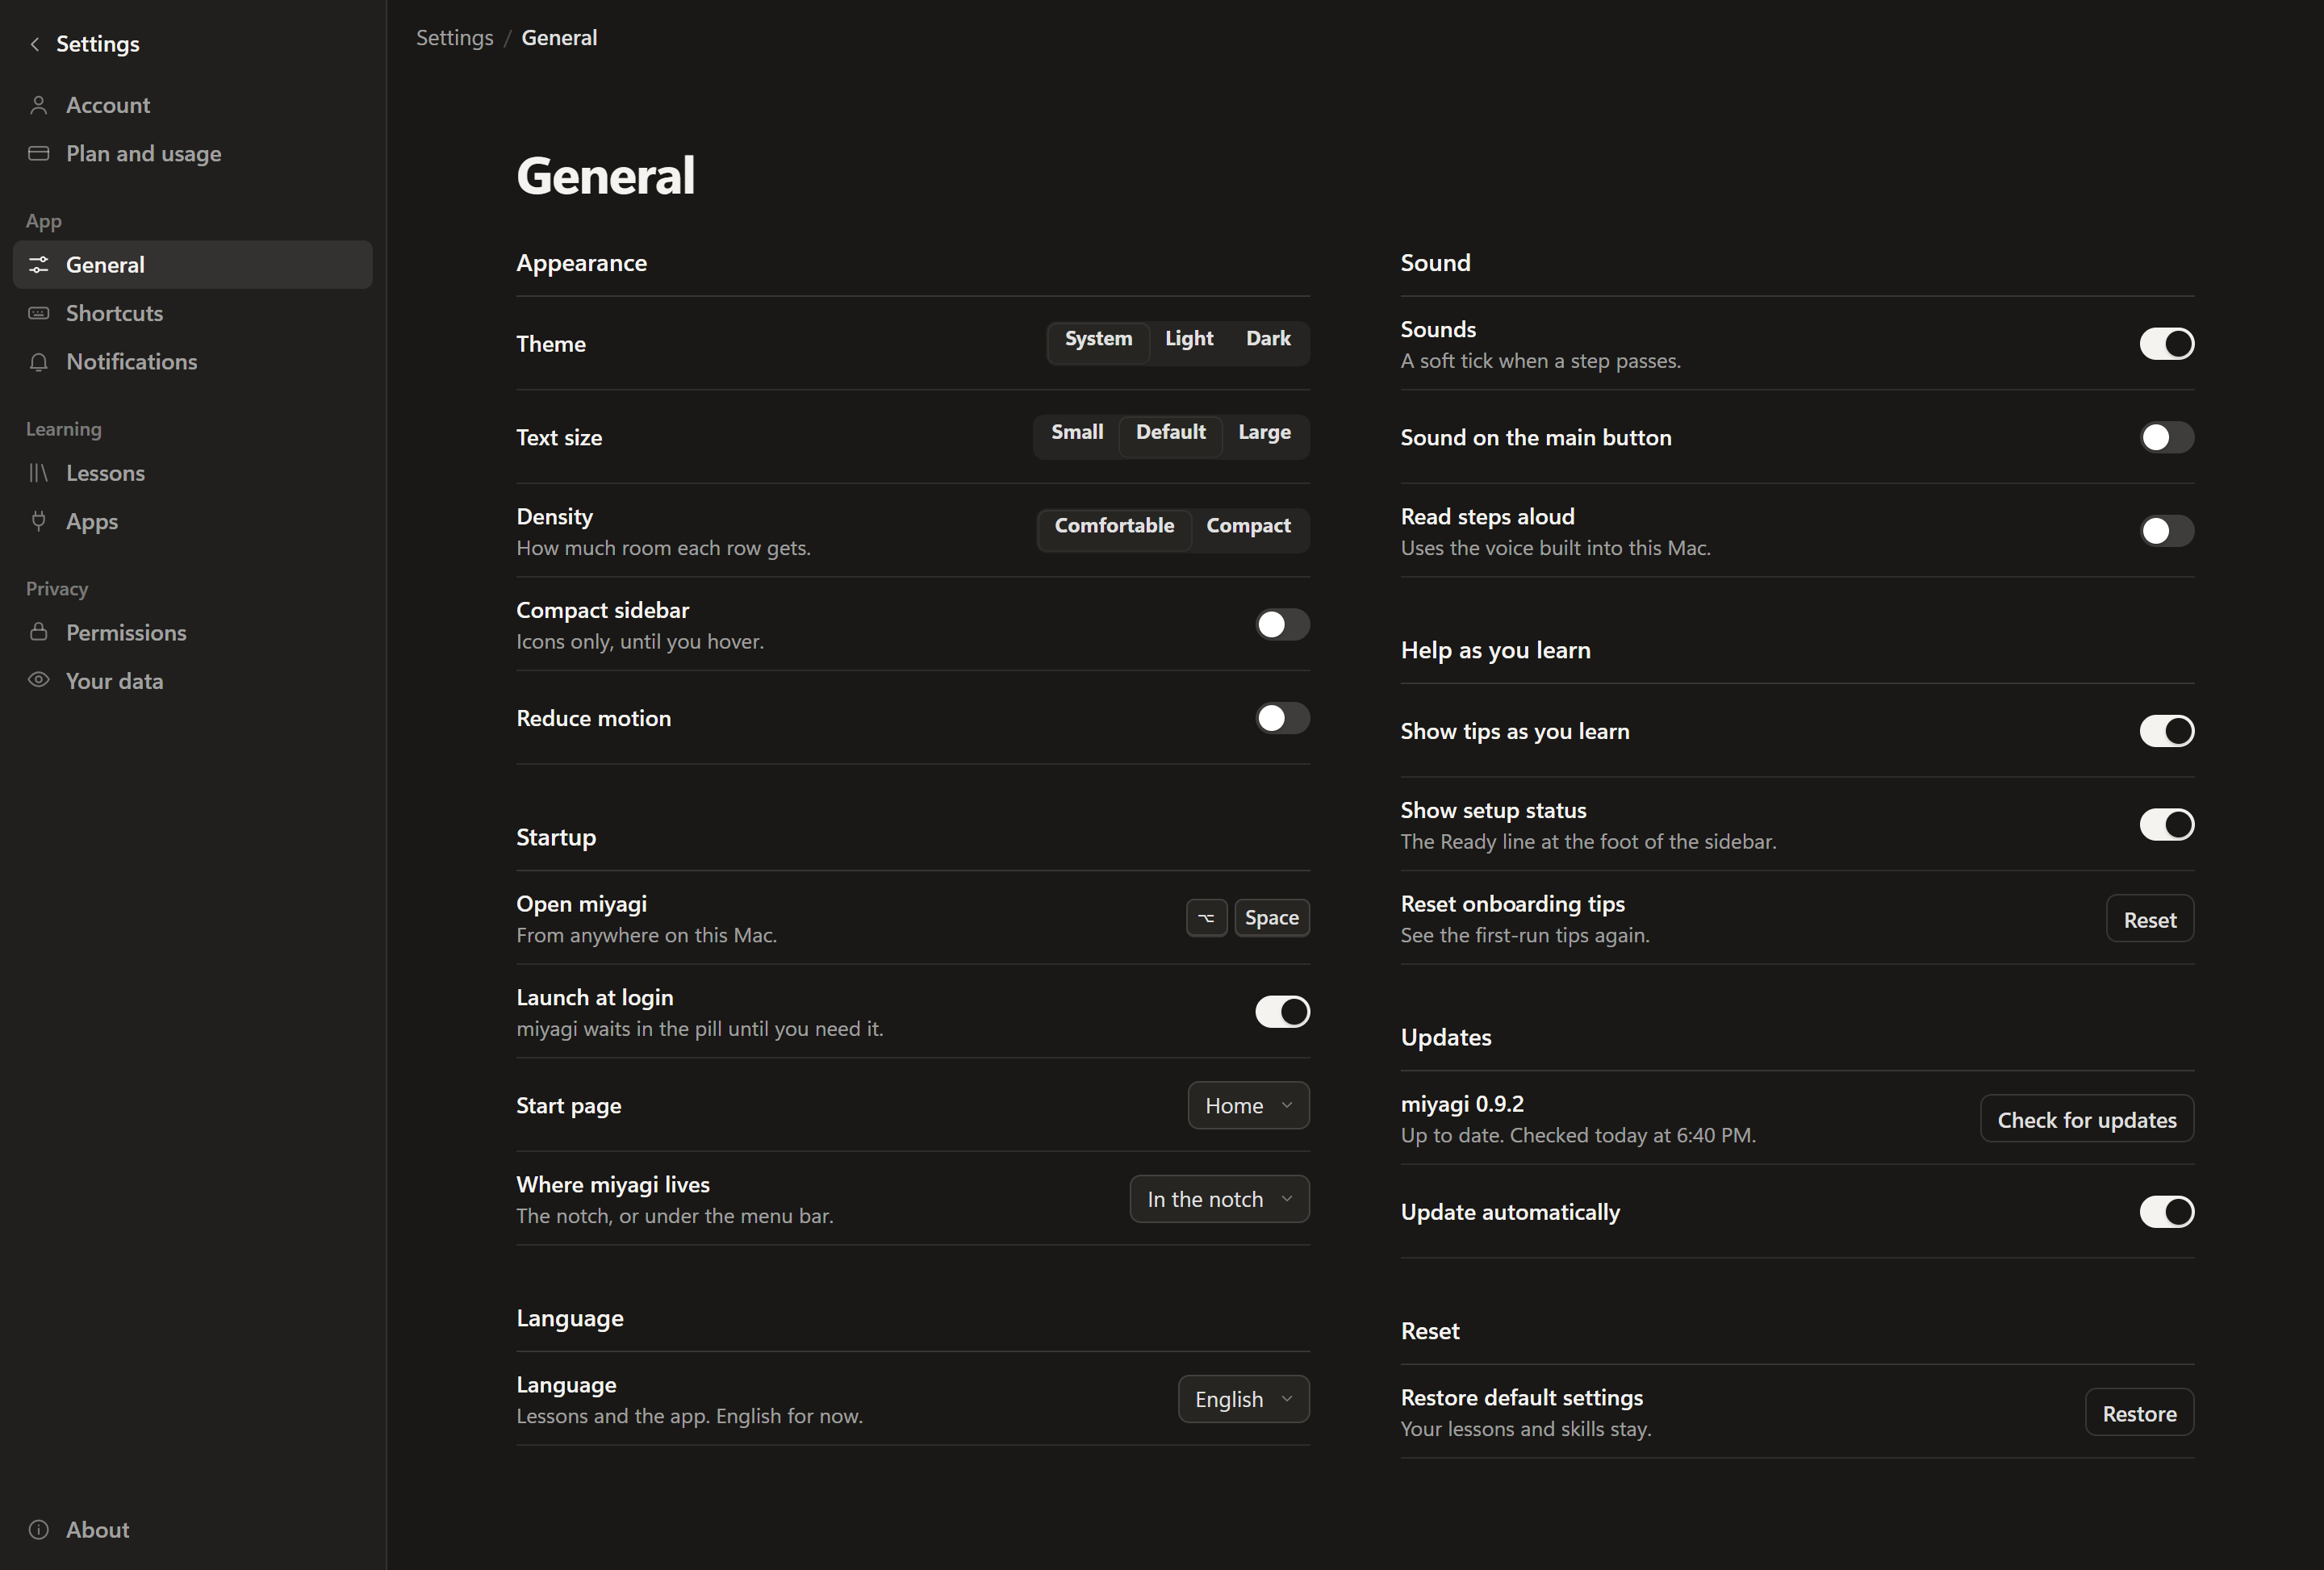 Settings
Account
Plan and usage
App
General
Shortcuts
Notifications
Learning
Lessons
Apps
Privacy
Permissions
Your data
About
Settings / General
General
Appearance
Theme
System Light Dark
Text size
Small Default Large
Density
How much room each row gets.
Comfortable Compact
Compact sidebar
Icons only, until you hover.
Reduce motion
Startup
Open miyagi
From anywhere on this Mac.
⌥ Space
Launch at login
miyagi waits in the pill until you need it.
Start page
Home
Where miyagi lives
The notch, or under the menu bar.
In the notch
Language
Language
Lessons and the app. English for now.
English
Sound
Sounds
A soft tick when a step passes.
Sound on the main button
Read steps aloud
Uses the voice built into this Mac.
Help as you learn
Show tips as you learn
Show setup status
The Ready line at the foot of the sidebar.
Reset onboarding tips
See the first-run tips again.
Reset
Updates
miyagi 0.9.2
Up to date. Checked today at 6:40 PM.
Check for updates
Update automatically
Reset
Restore default settings
Your lessons and skills stay.
Restore